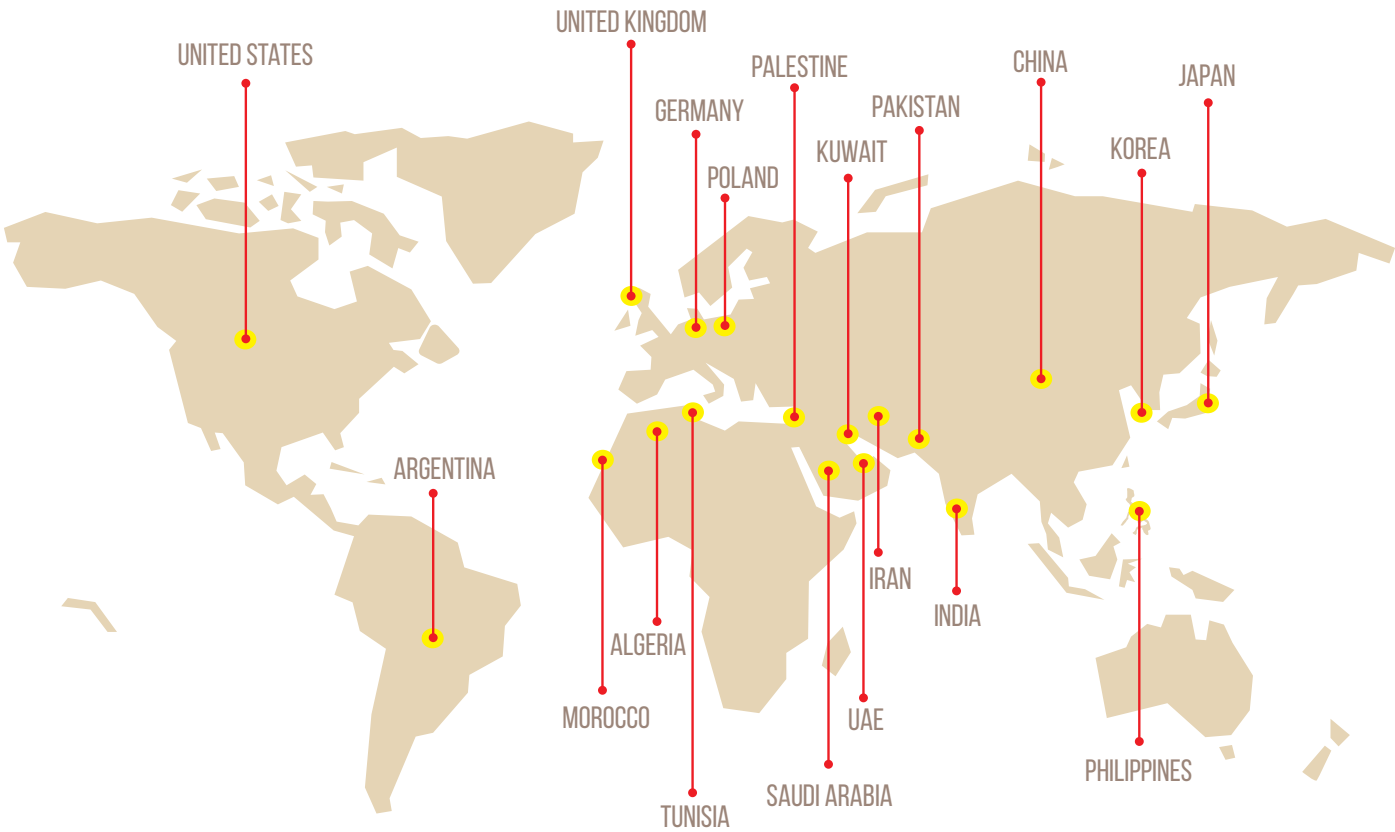 UNITED KINGDOM
UNITED STATES
PALESTINE
CHINA
JAPAN
GERMANY
PAKISTAN
KUWAIT
KOREA
POLAND
ARGENTINA
IRAN
INDIA
ALGERIA
MOROCCO
UAE
PHILIPPINES
SAUDI ARABIA
TUNISIA